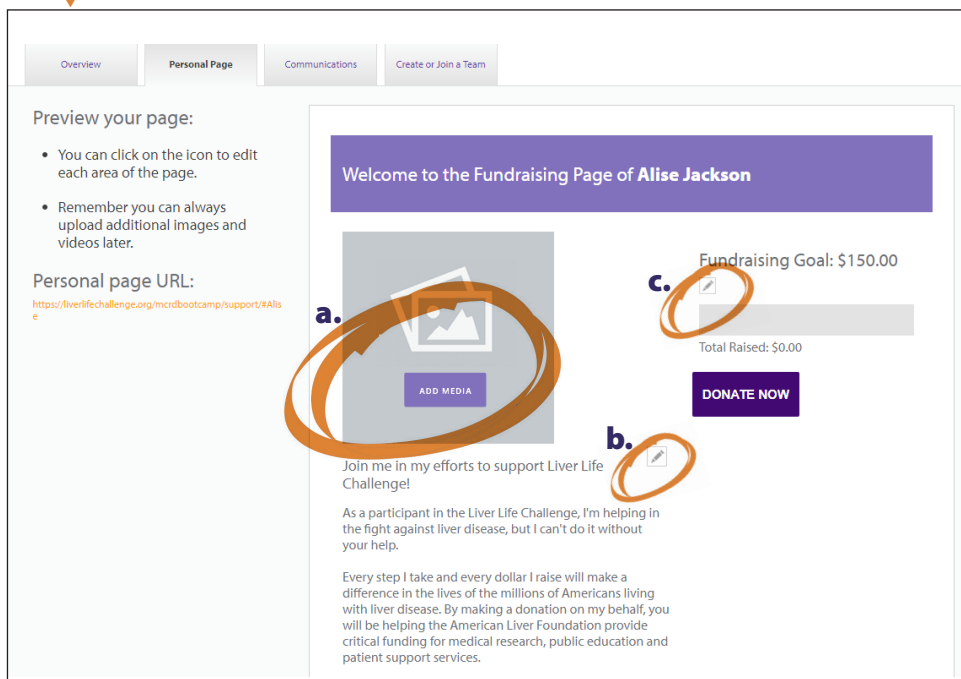 Overview
Personal Page
Communications
Create or Join a Team
Preview your page:
• You can click on the icon to edit
each area of the page.
• Remember you can always
upload additional images and
videos later.
Personal page URL:
https://liverlifechallenge.org/mcrdbootcamp/support/#Alis
e
Welcome to the Fundraising Page of Alise Jackson
a.
ADD MEDIA
Fundraising Goal: $150.00
c.
Total Raised: $0.00
DONATE NOW
b.
Join me in my efforts to support Liver Life
Challenge!
As a participant in the Liver Life Challenge, I'm helping in
the fight against liver disease, but I can't do it without
your help.
Every step I take and every dollar I raise will make a
difference in the lives of the millions of Americans living
with liver disease. By making a donation on my behalf, you
will be helping the American Liver Foundation provide
critical funding for medical research, public education and
patient support services.